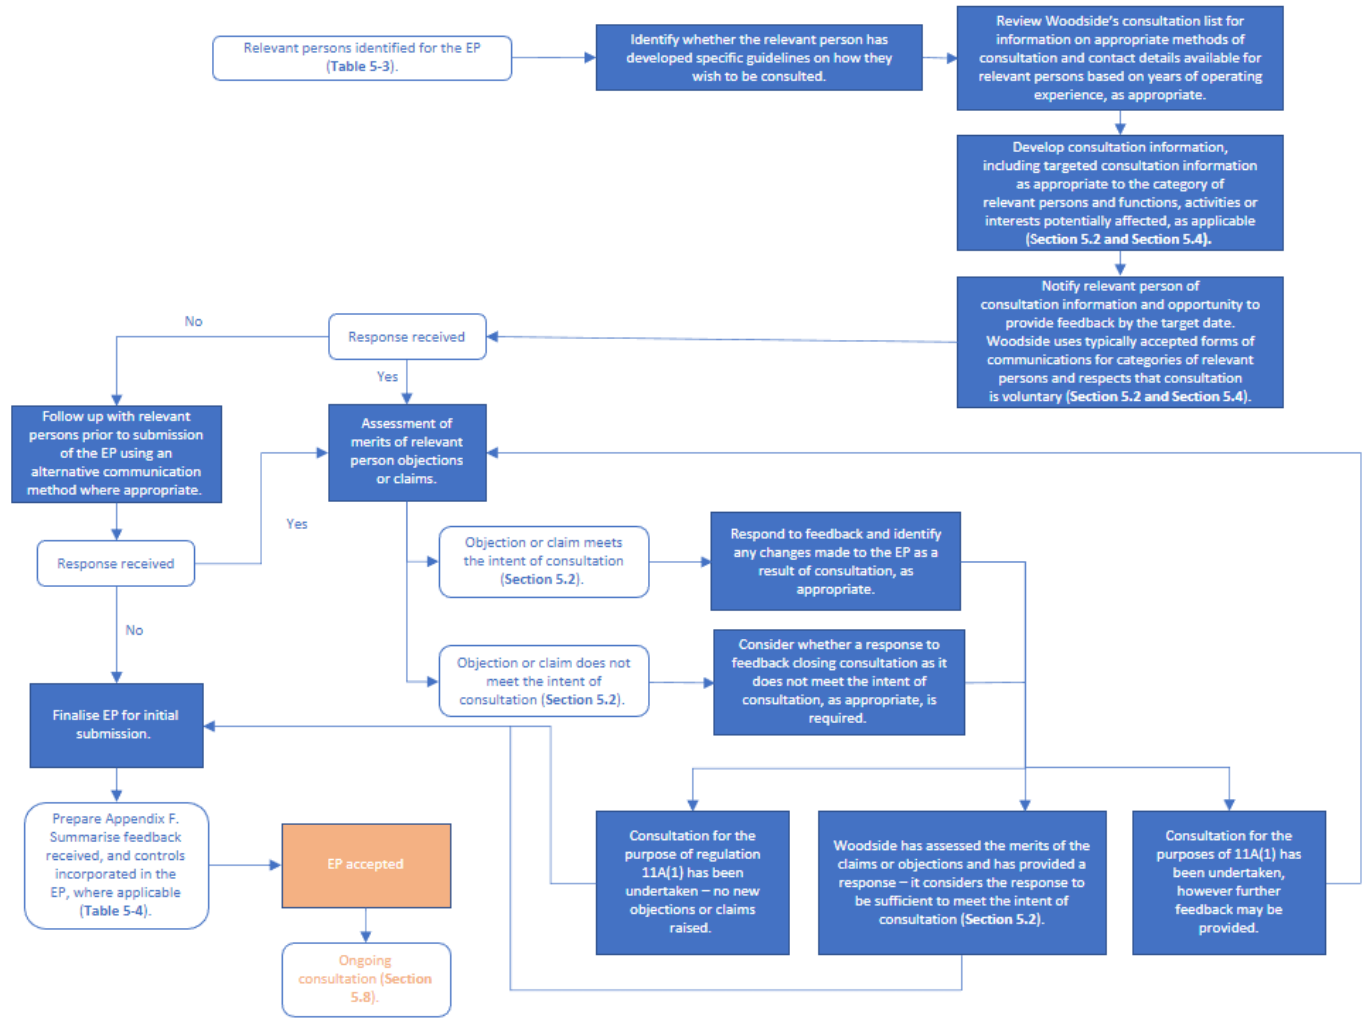 Relevant persons identified for the EP
(Table 5-3).
Identify whether the relevant person has
developed specific guidelines on how they
wish to be consulted.
Review Woodside's consultation list for
information on appropriate methods of
consultation and contact details available for
relevant persons based on years of operating
experience, as appropriate.
Develop consultation information,
including targeted consultation information
as appropriate to the category of
relevant persons and functions, activities or
interests potentially affected, as applicable
(Section 5.2 and Section 5.4).
Notify relevant person of
consultation information and opportunity to
provide feedback by the target date.
Woodside uses typically accepted forms of
communications for categories of relevant
persons and respects that consultation
is voluntary (Section 5.2 and Section 5.4).
No
Response received
Yes
Follow up with relevant
persons prior to submission
of the EP using an
alternative communication
method where appropriate.
Assessment of
merits of relevant
person objections
or claims.
Yes
Response received
No
Objection or claim meets
the intent of consultation
(Section 5.2).
Respond to feedback and identify
any changes made to the EP as a
result of consultation, as
appropriate.
Objection or claim does not
meet the intent of
consultation (Section 5.2).
Consider whether a response to
feedback closing consultation as it
does not meet the intent of
consultation, as appropriate, is
required.
Finalise EP for initial
submission.
Prepare Appendix F.
Summarise feedback
received, and controls
incorporated in the
EP, where applicable
(Table 5-4).
EP accepted
Ongoing
consultation (Section
5.8).
Consultation for the
purpose of regulation
11A(1) has been
undertaken – no new
objections or claims
raised.
Woodside has assessed the merits of the
claims or objections and has provided a
response – it considers the response to
be sufficient to meet the intent of
consultation (Section 5.2).
Consultation for the
purposes of 11A(1) has
been undertaken,
however further
feedback may be
provided.